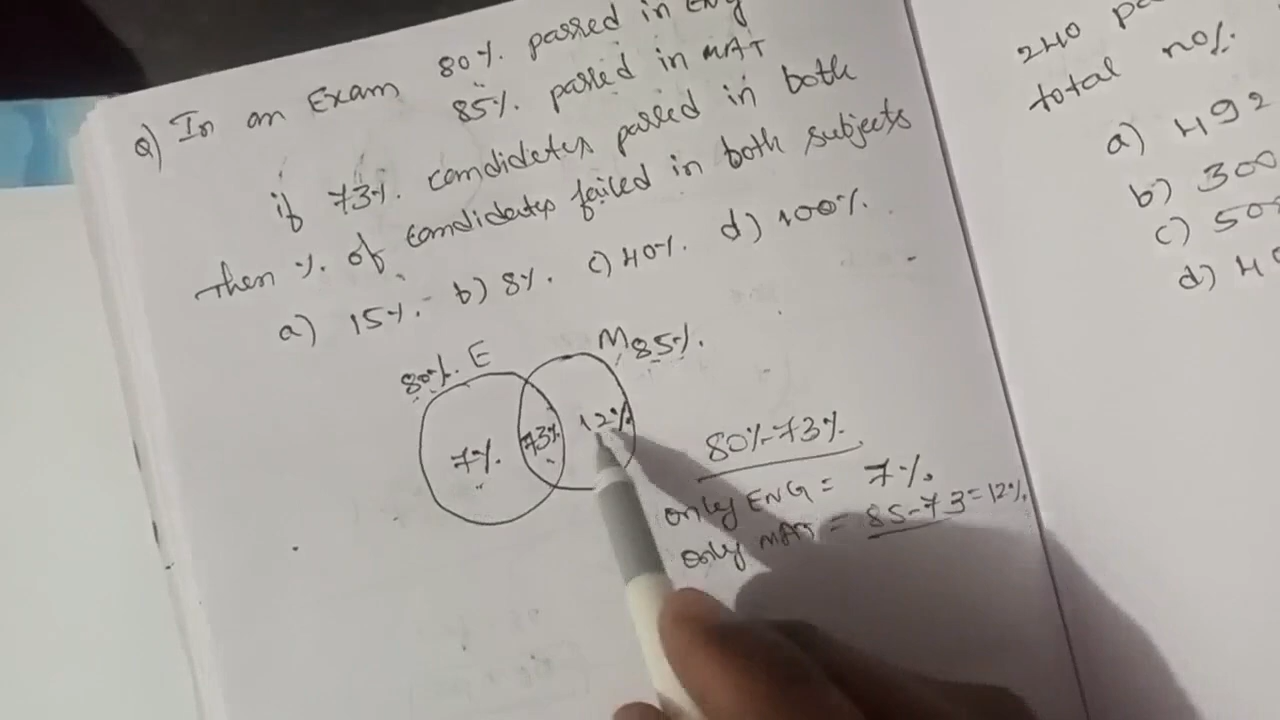 Q) In an Exam 80%. passed in ENG
85%. passed in MAT
if 73%. candidates passed in both
then %. of candidates failed in both subjects
a) 15%. b) 8%. c) 40%. d) 100%.
80%. E
M 85%.
7%. 73%. 12%.
80%-73%.
only ENG = 7%.
only MAT = 85-73=12%.
240
total no%.
a) 492
b) 300
c)
d)